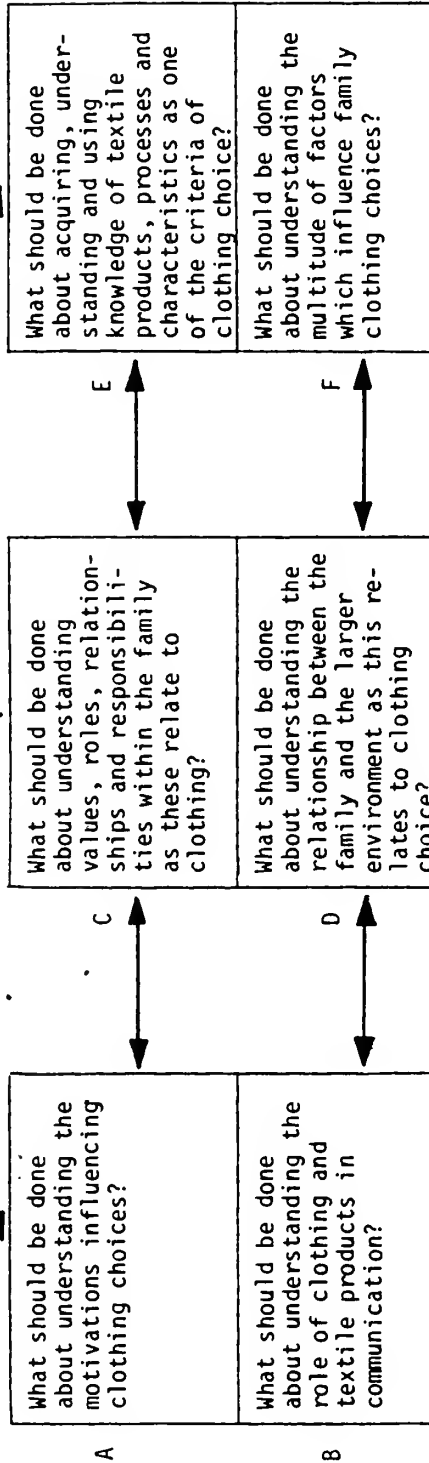 A
What should be done
about understanding the
motivations influencing
clothing choices?
B
What should be done
about understanding the
role of clothing and
textile products in
communication?
C
What should be done
about understanding
values, roles, relation-
ships and responsibili-
ties within the family
as these relate to
clothing?
D
What should be done
about understanding the
relationship between the
family and the larger
environment as this re-
lates to clothing
choice?
E
What should be done
about acquiring, under-
standing and using
knowledge of textile
products, processes and
characteristics as one
of the criteria of
clothing choice?
F
What should be done
about understanding the
multitude of factors
which influence family
clothing choices?